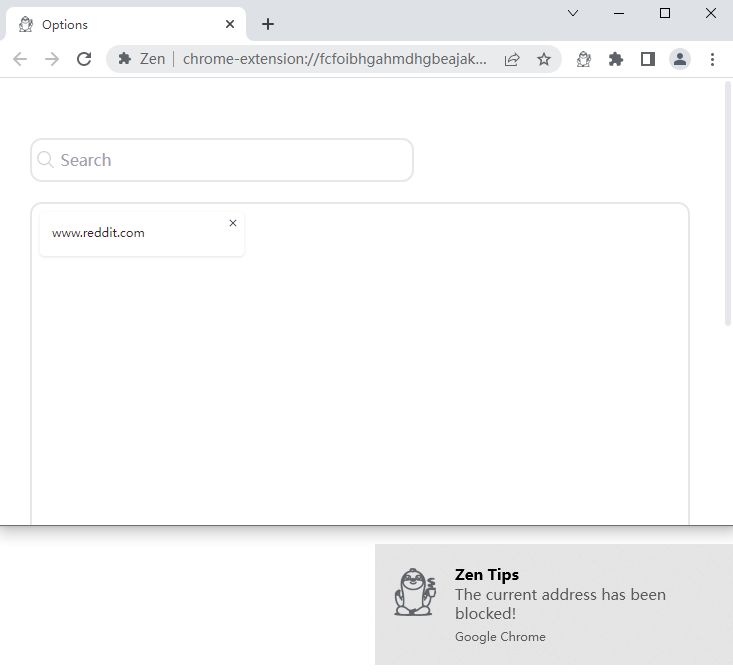 Options
Zen
chrome-extension://fcfoibhgahmdhgbeajak...
Search
www.reddit.com
Zen Tips
The current address has been
blocked!
Google Chrome